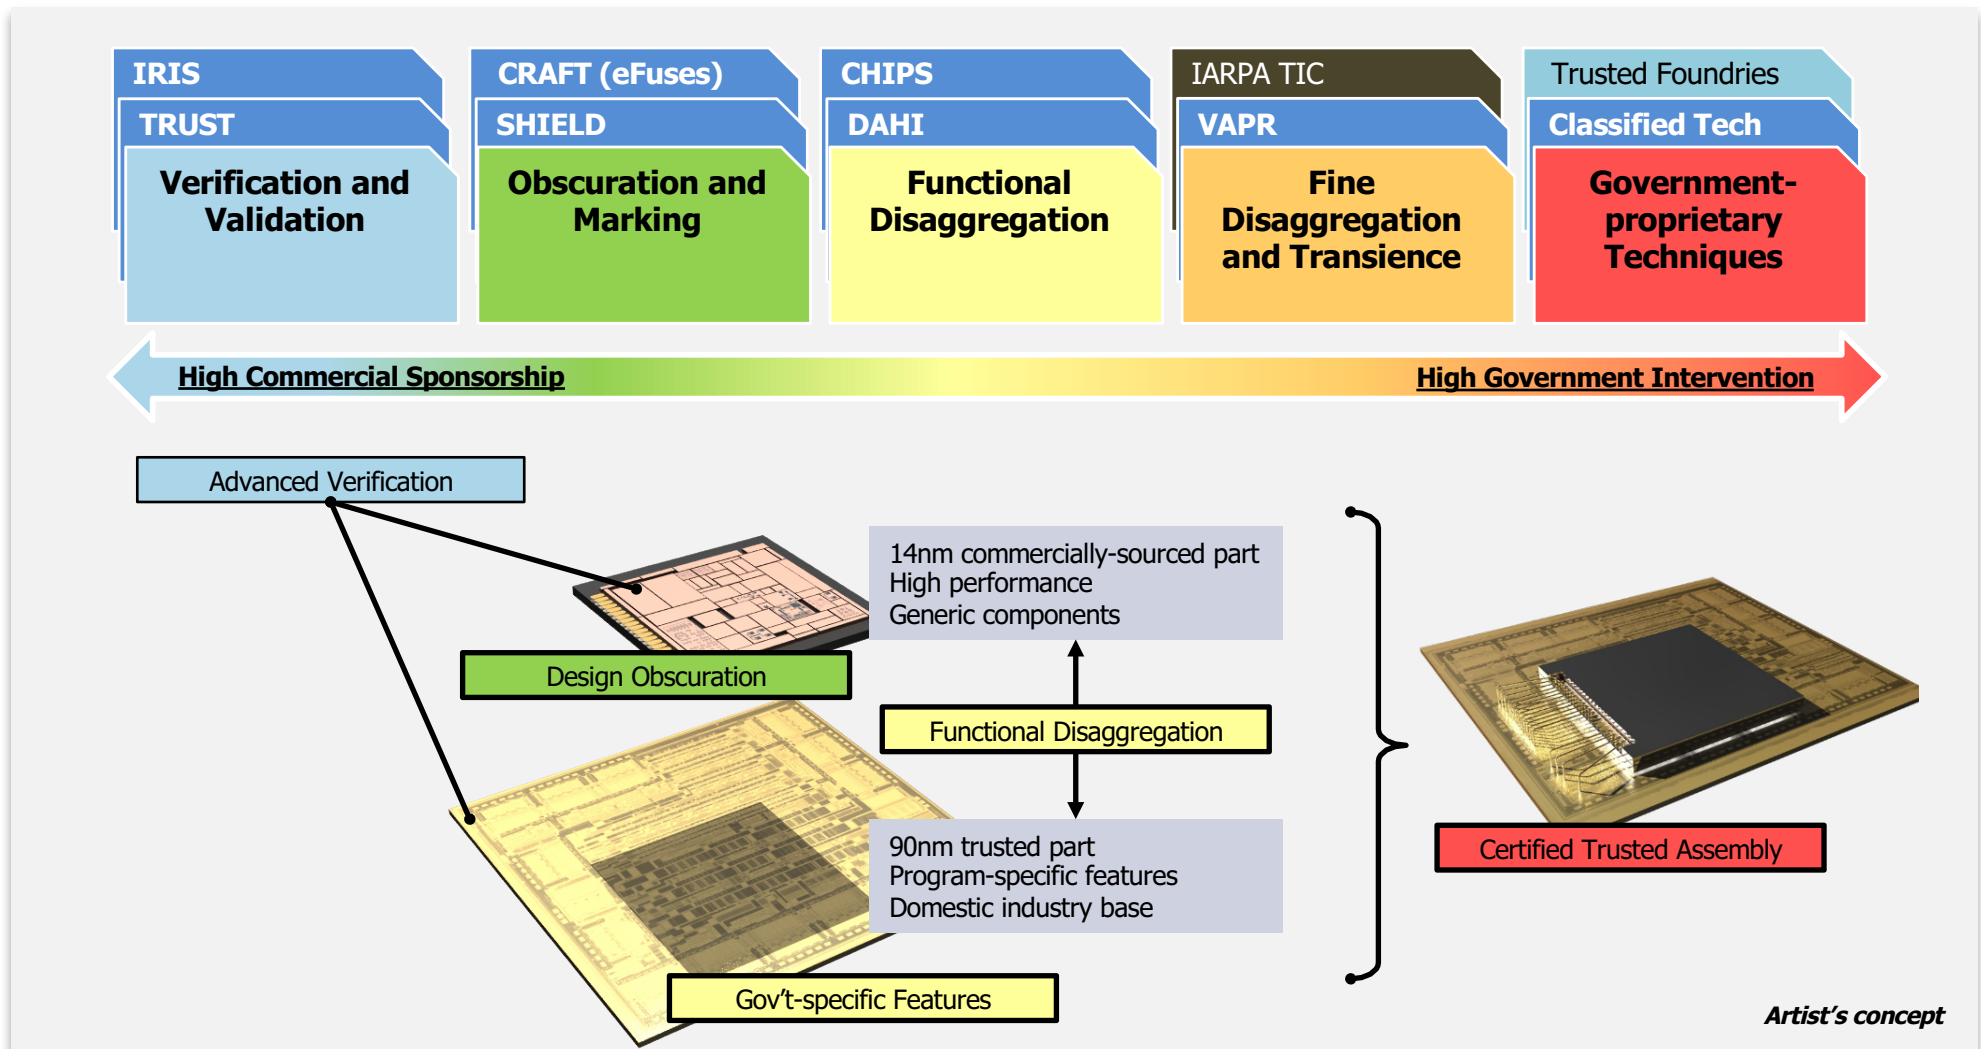 IRIS
CRAFT (eFuses)
CHIPS
IARPA TIC
Trusted Foundries
TRUST
SHIELD
DAHI
VAPR
Classified Tech
Verification and
Validation
Obscuration and
Marking
Functional
Disaggregation
Fine
Disaggregation
and Transience
Government-
proprietary
Techniques
High Commercial Sponsorship
High Government Intervention
Advanced Verification
14nm commercially-sourced part
High performance
Generic components
Design Obscuration
Functional Disaggregation
90nm trusted part
Program-specific features
Domestic industry base
Gov’t-specific Features
Certified Trusted Assembly
Artist’s concept